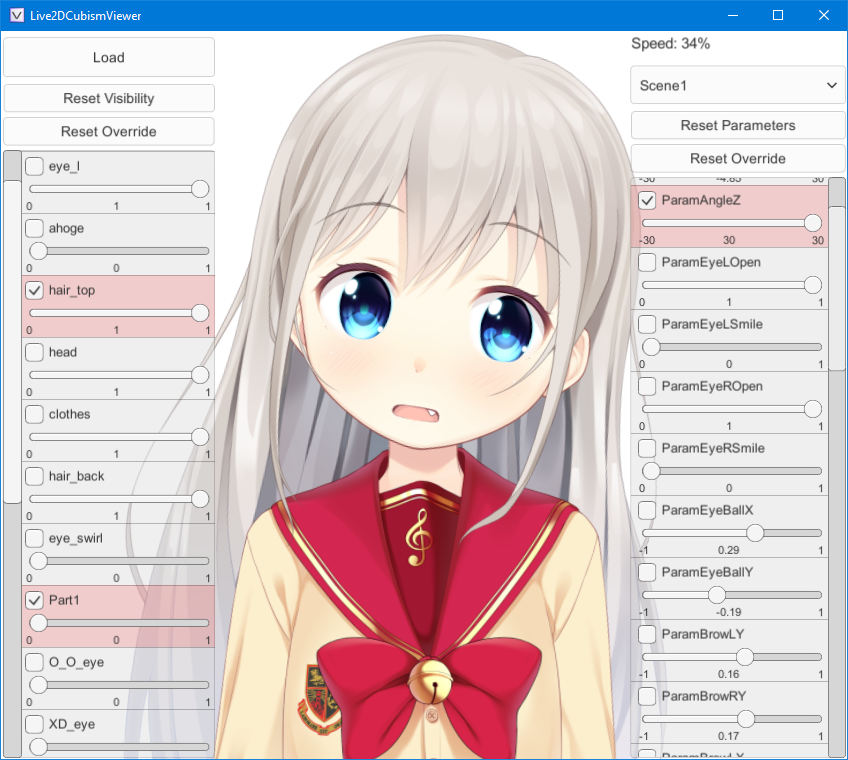 Live2DCubismViewer
Load
Reset Visibility
Reset Override
eye_l
0 1 1
ahoge
0 0 1
hair_top
0 1 1
head
0 1 1
clothes
0 1 1
hair_back
0 1 1
eye_swirl
0 0 1
Part1
0 0 1
O_O_eye
0 0 1
XD_eye
Speed: 34%
Scene1
Reset Parameters
Reset Override
-30 -4.85 30
ParamAngleZ
-30 30 30
ParamEyeLOpen
0 1 1
ParamEyeLSmile
0 0 1
ParamEyeROpen
0 1 1
ParamEyeRSmile
0 0 1
ParamEyeBallX
-1 0.29 1
ParamEyeBallY
-1 -0.19 1
ParamBrowLY
-1 0.16 1
ParamBrowRY
-1 0.17 1
ParamBrowLX